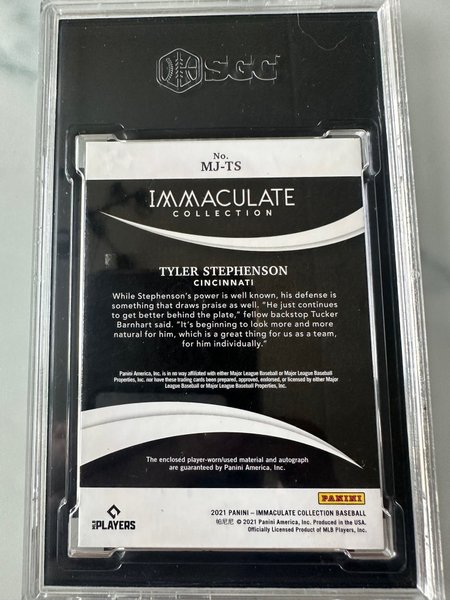 SGC
No.
MJ-TS
IMMACULATE
COLLECTION
TYLER STEPHENSON
CINCINNATI
While Stephenson's power is well known, his defense is
something that draws praise as well. "He just continues
to get better behind the plate," fellow backstop Tucker
Barnhart said. "It's beginning to look more and more
natural for him, which is a great thing for us as a team,
for him individually."
Panini America, Inc. is in no way affiliated with either Major League Baseball or Major League Baseball
Properties, Inc. nor have these trading cards been prepared, approved, endorsed, or licensed by either Major
League Baseball or Major League Baseball Properties, Inc.
The enclosed player-worn/used material and autograph
are guaranteed by Panini America, Inc.
PANINI
MLB PLAYERS
2021 PANINI – IMMACULATE COLLECTION BASEBALL
帕尼尼 © 2021 Panini America, Inc. Produced in the USA.
Officially Licensed Product of MLB Players, Inc.